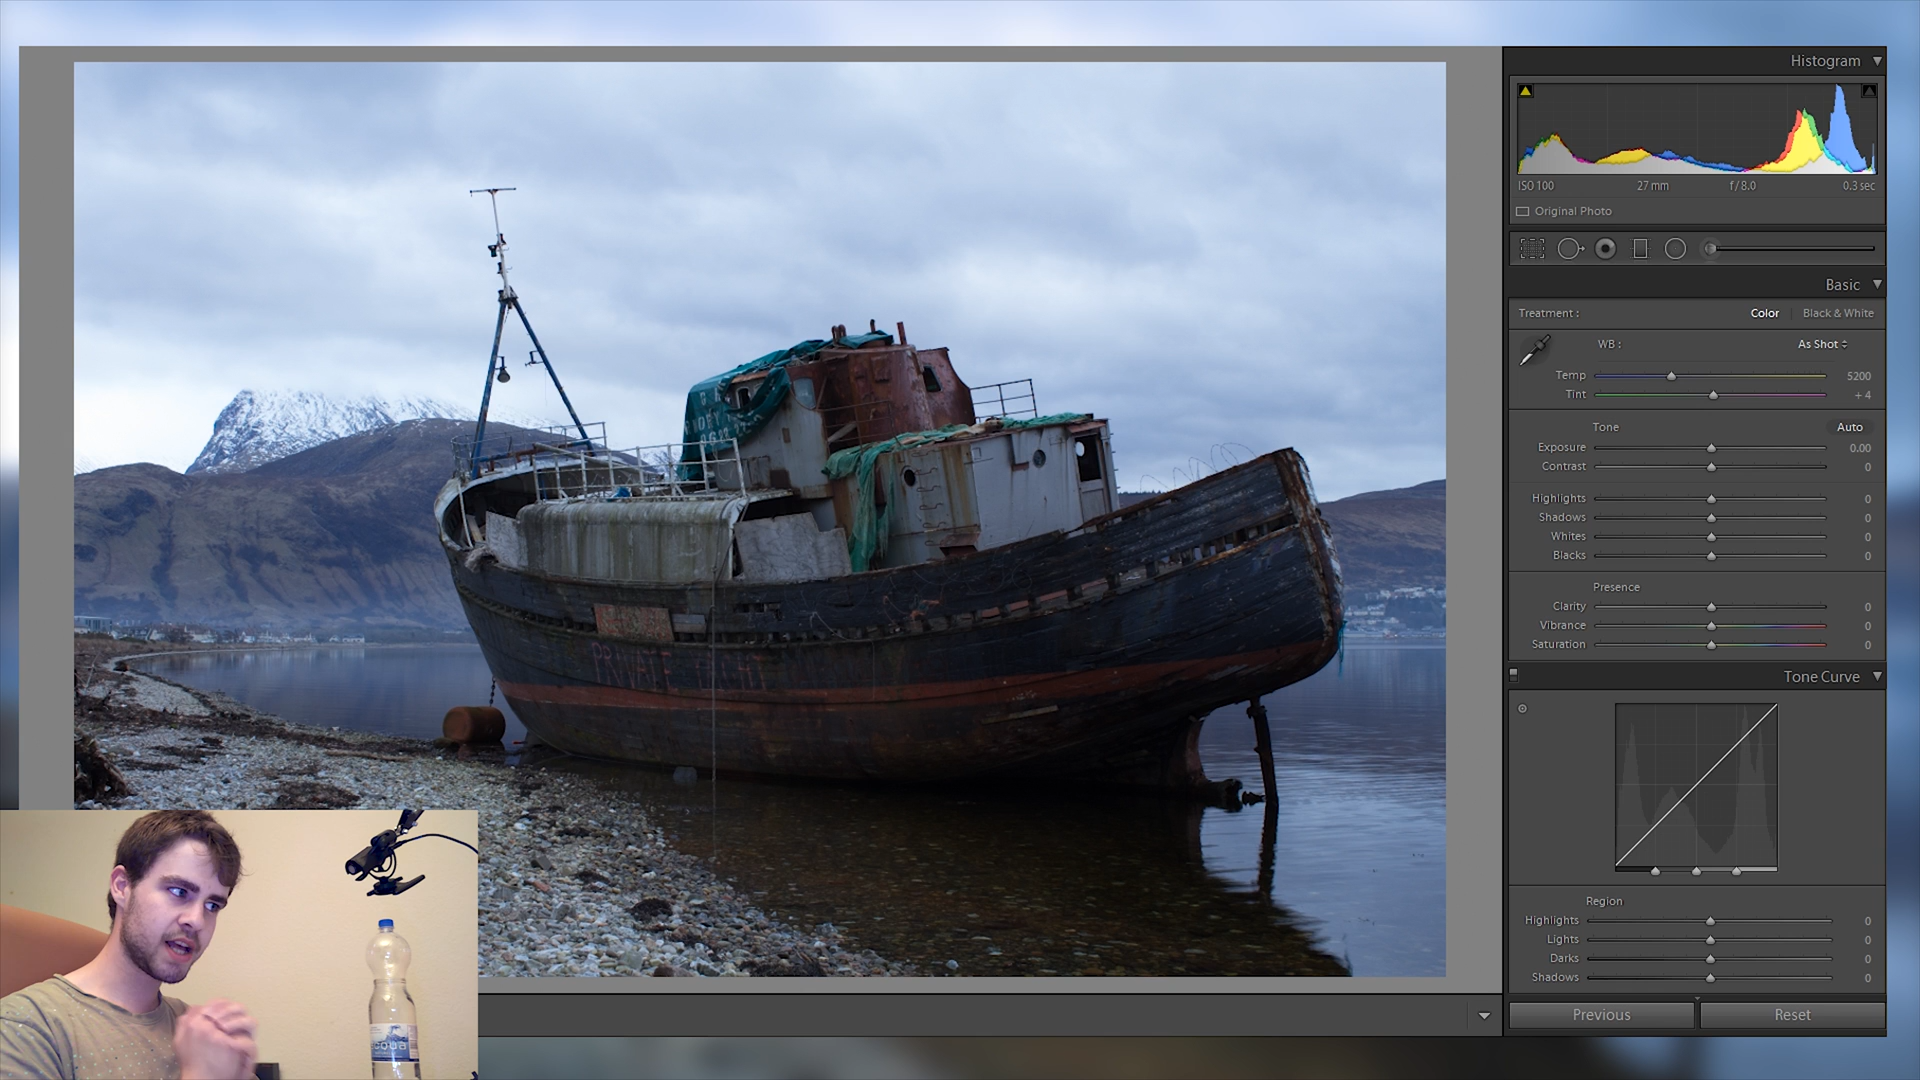 Histogram
ISO 100 27 mm f / 8.0 0.3 sec
Original Photo
Basic
Treatment : Color Black & White
WB : As Shot
Temp 5200
Tint + 4
Tone Auto
Exposure 0.00
Contrast 0
Highlights 0
Shadows 0
Whites 0
Blacks 0
Presence
Clarity 0
Vibrance 0
Saturation 0
Tone Curve
Region
Highlights 0
Lights 0
Darks 0
Shadows 0
Previous Reset
PRIVATE YACHT